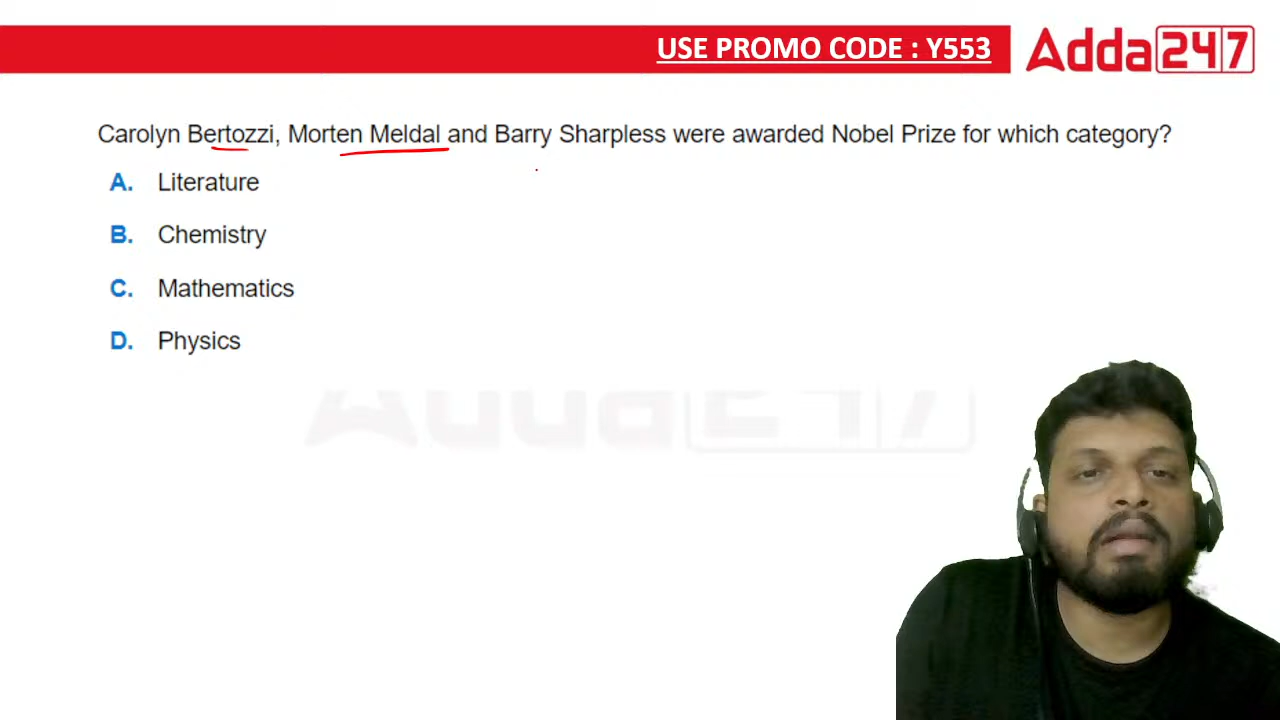 USE PROMO CODE : Y553
Adda247
Carolyn Bertozzi, Morten Meldal and Barry Sharpless were awarded Nobel Prize for which category?
A. Literature
B. Chemistry
C. Mathematics
D. Physics
Adda247